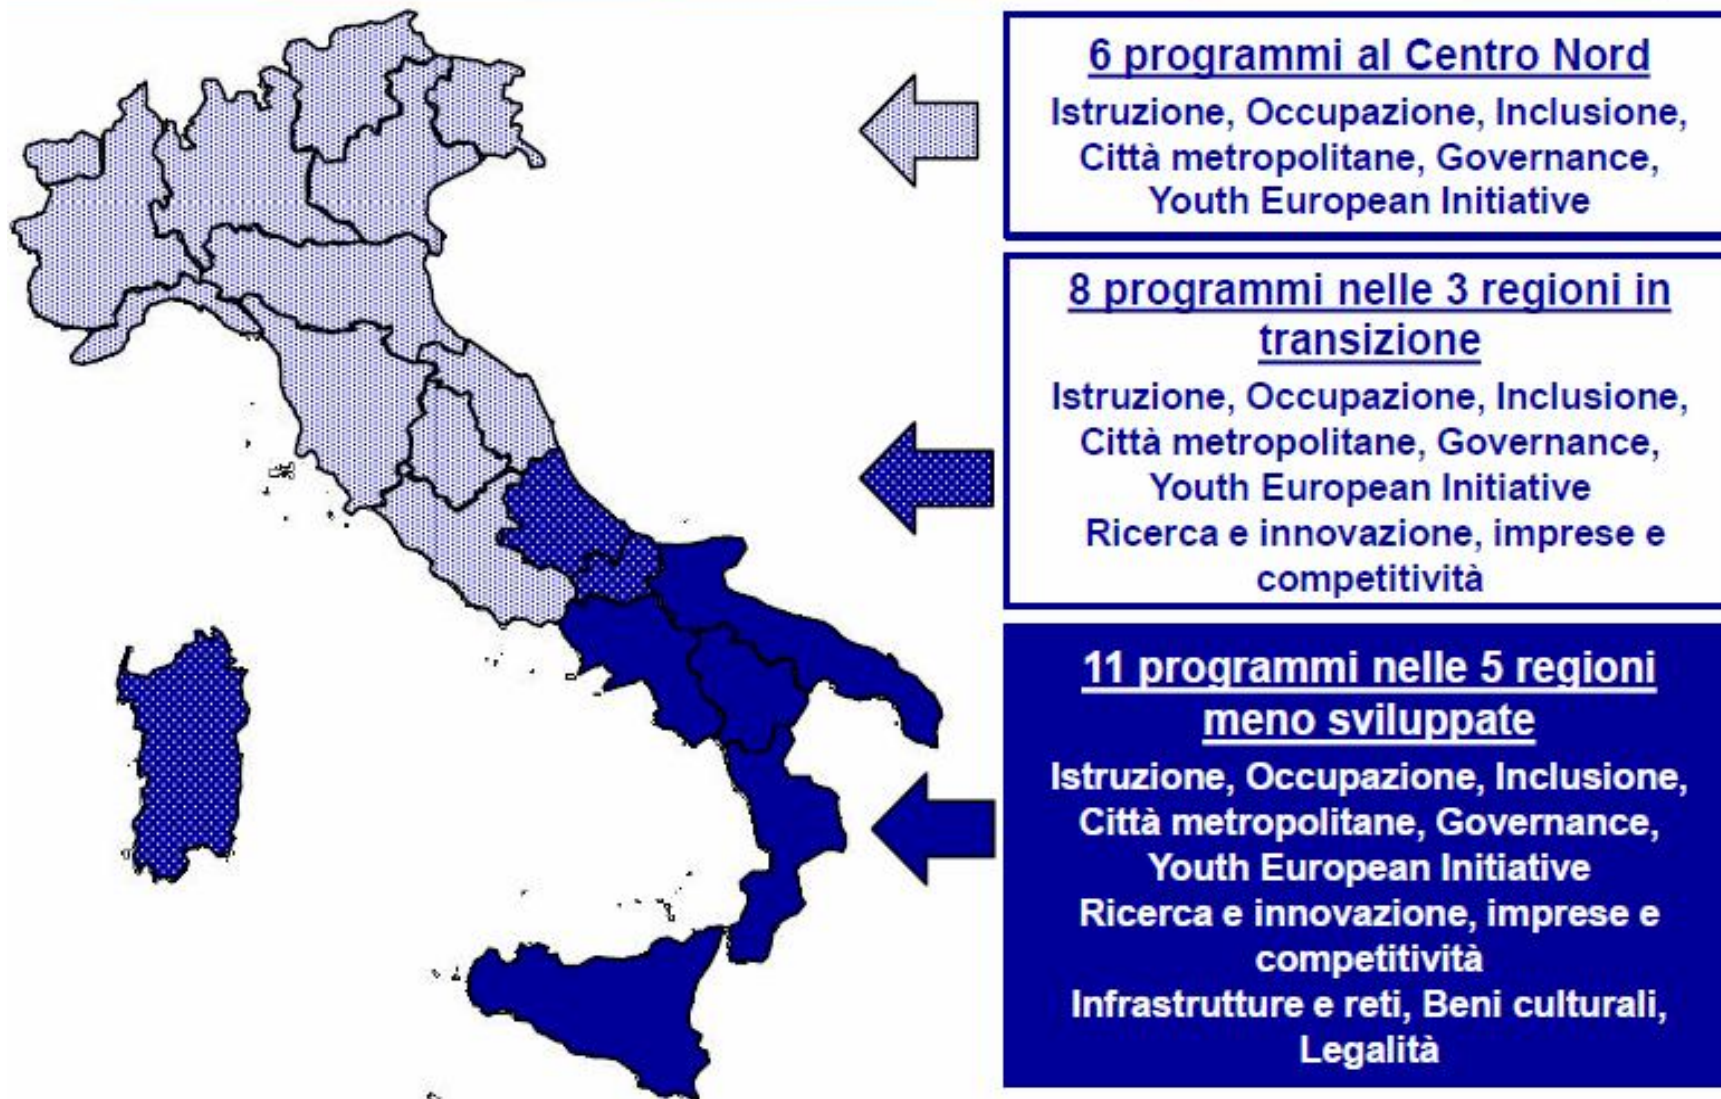 6 programmi al Centro Nord
Istruzione, Occupazione, Inclusione,
Città metropolitane, Governance,
Youth European Initiative
8 programmi nelle 3 regioni in
transizione
Istruzione, Occupazione, Inclusione,
Città metropolitane, Governance,
Youth European Initiative
Ricerca e innovazione, imprese e
competitività
11 programmi nelle 5 regioni
meno sviluppate
Istruzione, Occupazione, Inclusione,
Città metropolitane, Governance,
Youth European Initiative
Ricerca e innovazione, imprese e
competitività
Infrastrutture e reti, Beni culturali,
Legalità